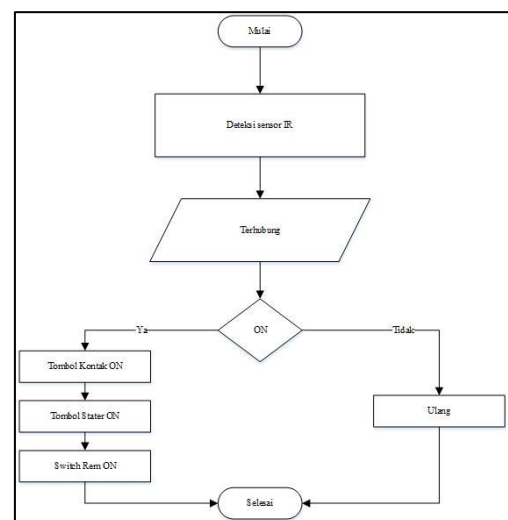 Mulai
Deteksi sensor IR
Terhubung
ON
Ya
Tidak
Tombol Kontak ON
Tombol Stater ON
Switch Rem ON
Ulang
Selesai